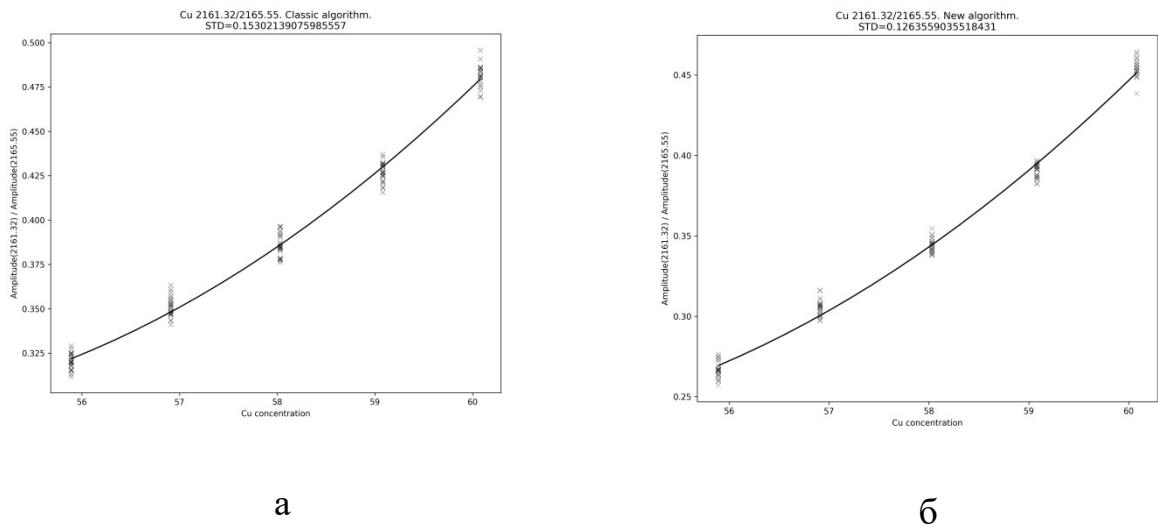 Cu 2161.32/2165.55. Classic algorithm.
STD=0.15302139075985557
Amplitude(2161.32) / Amplitude(2165.55)
0.500
0.475
0.450
0.425
0.400
0.375
0.350
0.325
56 57 58 59 60
Cu concentration
а
Cu 2161.32/2165.55. New algorithm.
STD=0.1263559035518431
Amplitude(2161.32) / Amplitude(2165.55)
0.45
0.40
0.35
0.30
0.25
56 57 58 59 60
Cu concentration
б